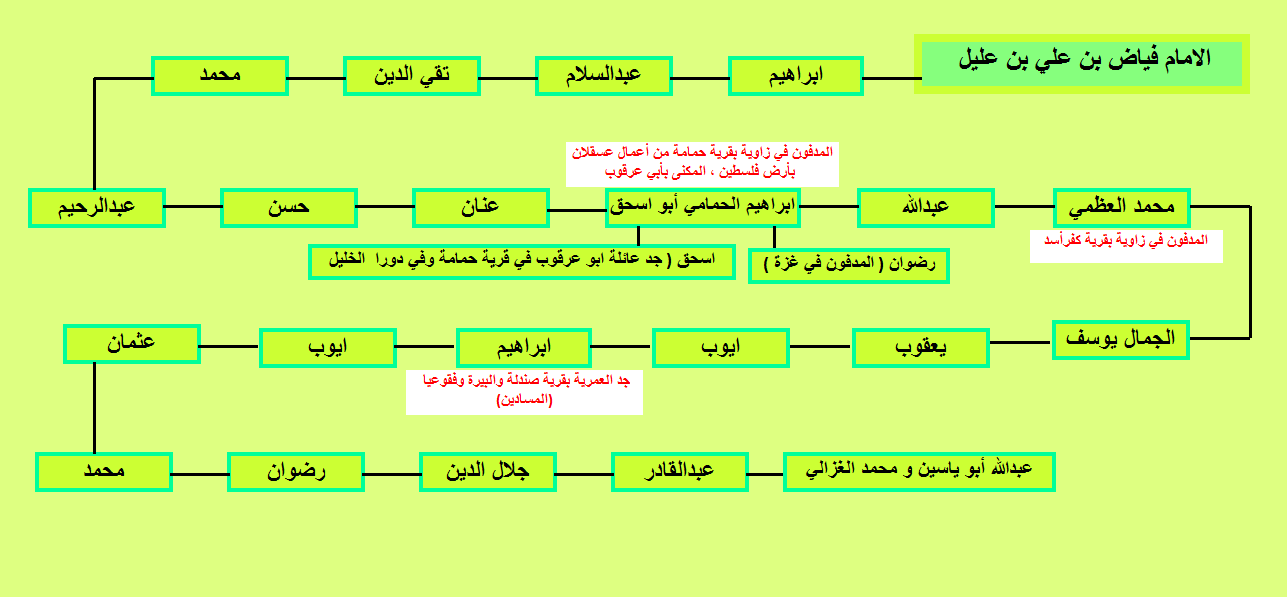 الامام فياض بن علي بن عليل
ابراهيم
عبدالسلام
تقي الدين
محمد
المدفون في زاوية بقرية حمامة من أعمال عسقلان
بأرض فلسطين ، المكنى بأبي عرقوب
عبدالرحيم
حسن
عنان
ابراهيم الحمامي أبو اسحق
عبدالله
محمد العظمي
المدفون في زاوية بقرية كفرأسد
اسحق ( جد عائلة ابو عرقوب في قرية حمامة وفي دورا الخليل
رضوان ( المدفون في غزة )
الجمال يوسف
يعقوب
ايوب
ابراهيم
ايوب
عثمان
جد العمرية بقرية صندلة والبيرة وفقوعيا
(المسادين)
محمد
رضوان
جلال الدين
عبدالقادر
عبدالله أبو ياسين و محمد الغزالي